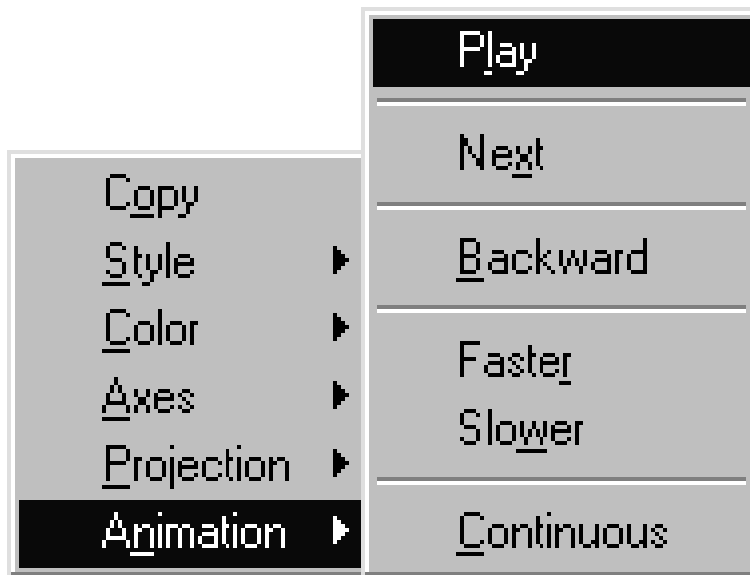 Copy
Style
Color
Axes
Projection
Animation
Play
Next
Backward
Faster
Slower
Continuous